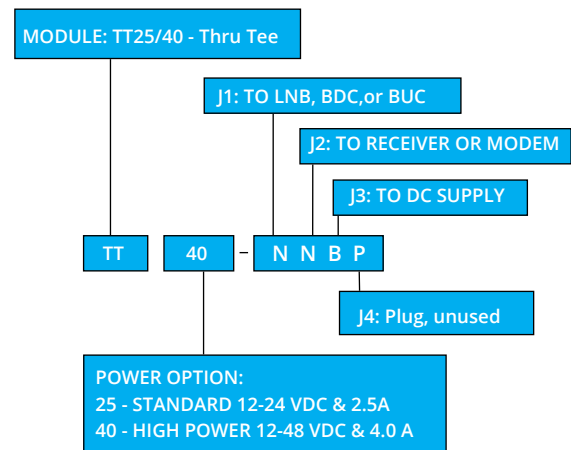 MODULE: TT25/40 - Thru Tee
J1: TO LNB, BDC,or BUC
J2: TO RECEIVER OR MODEM
J3: TO DC SUPPLY
TT 40 - N N B P
J4: Plug, unused
POWER OPTION:
25 - STANDARD 12-24 VDC & 2.5A
40 - HIGH POWER 12-48 VDC & 4.0 A